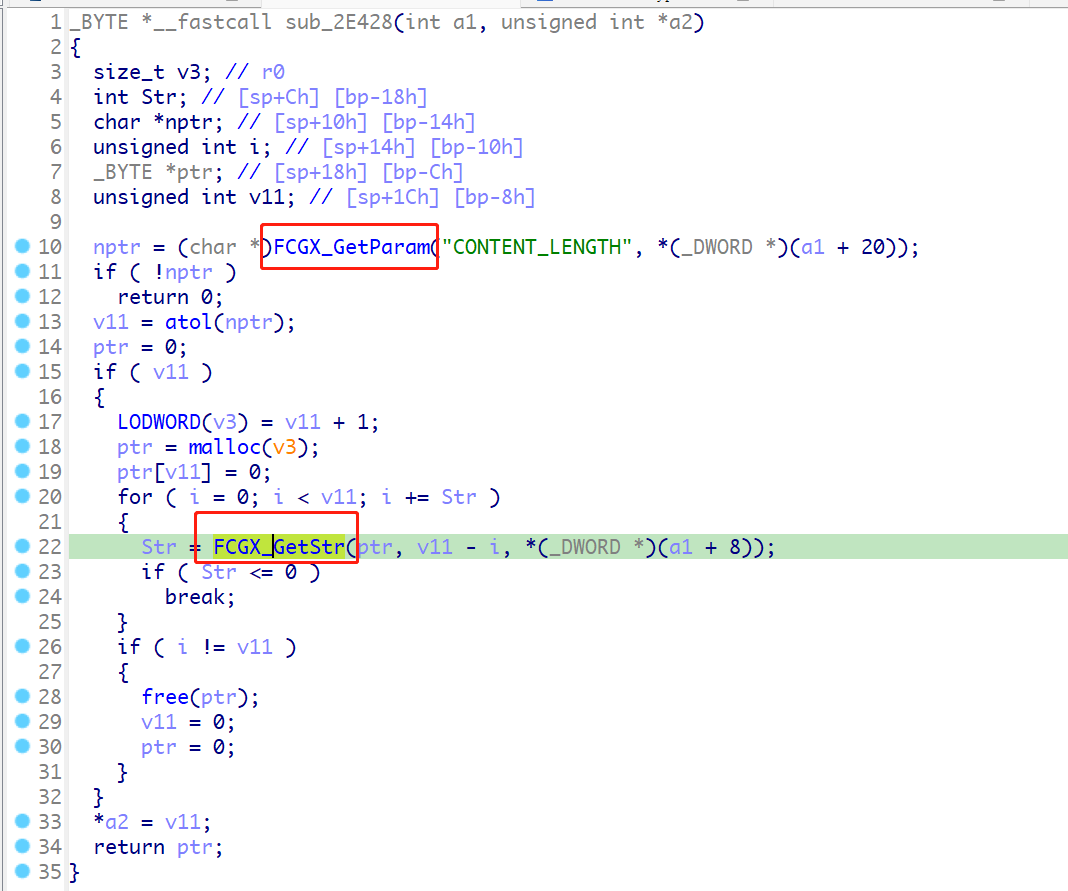 1 _BYTE *__fastcall sub_2E428(int a1, unsigned int *a2)
2 {
3 size_t v3; // r0
4 int Str; // [sp+Ch] [bp-18h]
5 char *nptr; // [sp+10h] [bp-14h]
6 unsigned int i; // [sp+14h] [bp-10h]
7 _BYTE *ptr; // [sp+18h] [bp-Ch]
8 unsigned int v11; // [sp+1Ch] [bp-8h]
9
10 nptr = (char *)FCGX_GetParam("CONTENT_LENGTH", *(_DWORD *)(a1 + 20));
11 if ( !nptr )
12 return 0;
13 v11 = atol(nptr);
14 ptr = 0;
15 if ( v11 )
16 {
17 LODWORD(v3) = v11 + 1;
18 ptr = malloc(v3);
19 ptr[v11] = 0;
20 for ( i = 0; i < v11; i += Str )
21 {
22 Str = FCGX_GetStr(ptr, v11 - i, *(_DWORD *)(a1 + 8));
23 if ( Str <= 0 )
24 break;
25 }
26 if ( i != v11 )
27 {
28 free(ptr);
29 v11 = 0;
30 ptr = 0;
31 }
32 }
33 *a2 = v11;
34 return ptr;
35 }